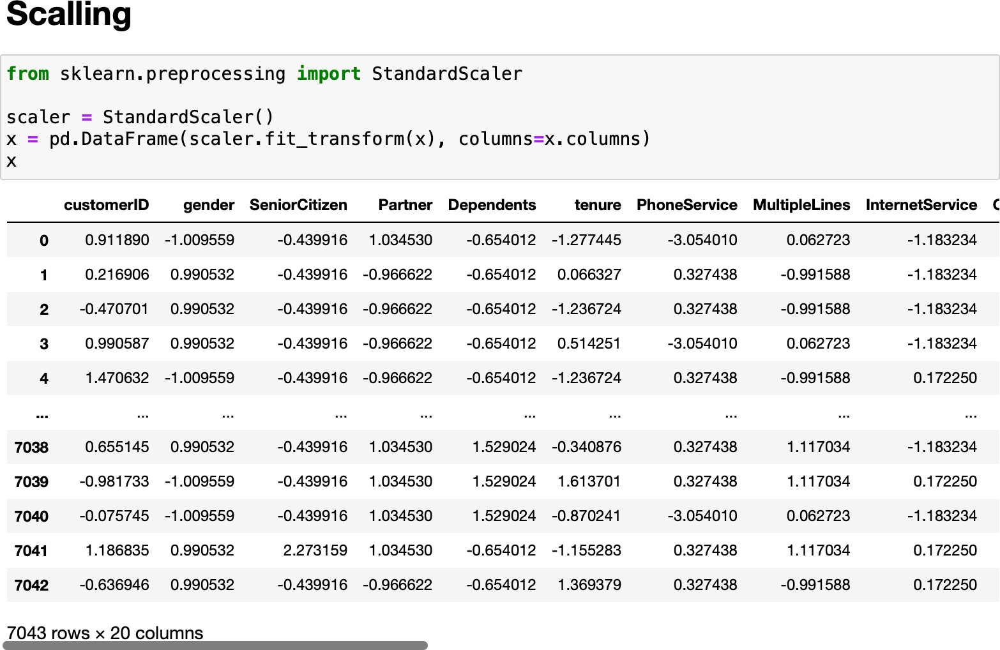 Scalling
from sklearn.preprocessing import StandardScaler
scaler = StandardScaler()
x = pd.DataFrame(scaler.fit_transform(x), columns=x.columns)
x
customerID gender SeniorCitizen Partner Dependents tenure PhoneService MultipleLines InternetService
0 0.911890 -1.009559 -0.439916 1.034530 -0.654012 -1.277445 -3.054010 0.062723 -1.183234
1 0.216906 0.990532 -0.439916 -0.966622 -0.654012 0.066327 0.327438 -0.991588 -1.183234
2 -0.470701 0.990532 -0.439916 -0.966622 -0.654012 -1.236724 0.327438 -0.991588 -1.183234
3 0.990587 0.990532 -0.439916 -0.966622 -0.654012 0.514251 -3.054010 0.062723 -1.183234
4 1.470632 -1.009559 -0.439916 -0.966622 -0.654012 -1.236724 0.327438 -0.991588 0.172250
... ... ... ... ... ... ... ... ... ...
7038 0.655145 0.990532 -0.439916 1.034530 1.529024 -0.340876 0.327438 1.117034 -1.183234
7039 -0.981733 -1.009559 -0.439916 1.034530 1.529024 1.613701 0.327438 1.117034 0.172250
7040 -0.075745 -1.009559 -0.439916 1.034530 1.529024 -0.870241 -3.054010 0.062723 -1.183234
7041 1.186835 0.990532 2.273159 1.034530 -0.654012 -1.155283 0.327438 1.117034 0.172250
7042 -0.636946 0.990532 -0.439916 -0.966622 -0.654012 1.369379 0.327438 -0.991588 0.172250
7043 rows × 20 columns